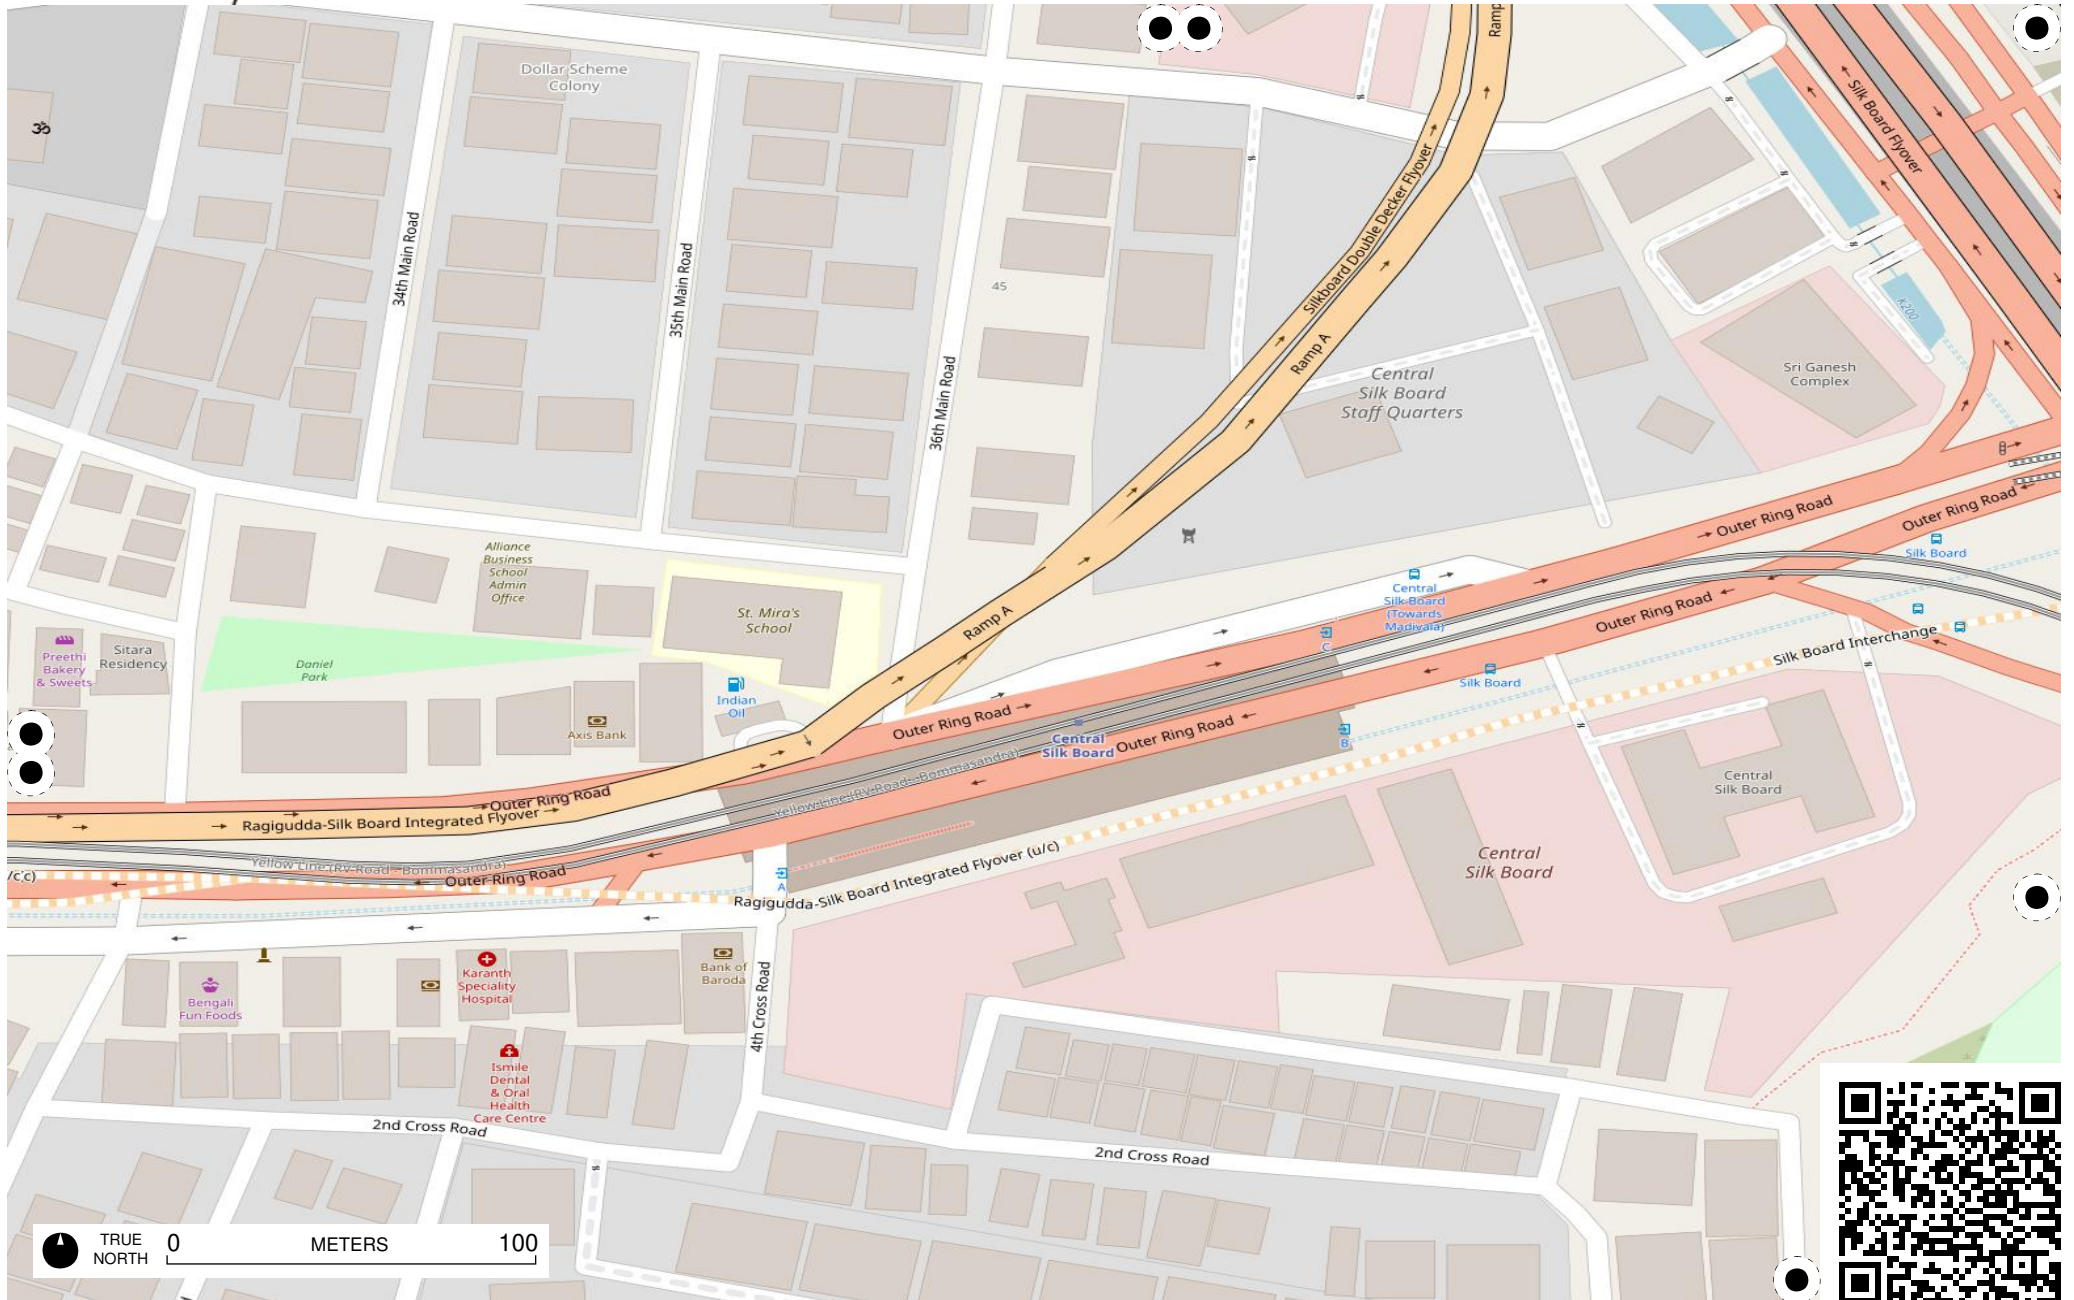 Ramp
Dollar Scheme
Colony
ॐ
Silk Board Flyover
Silkboard Double Decker Flyover
34th Main Road
35th Main Road
36th Main Road
45
K200
Ramp A
Central
Silk Board
Staff Quarters
Sri Ganesh
Complex
Outer Ring Road
Outer Ring Road
Silk Board
Alliance
Business
School
Admin
Office
St. Mira's
School
Ramp A
Central
Silk Board
(Towards
Madivala)
C
Outer Ring Road
Silk Board Interchange
Silk Board
Preethi
Bakery
& Sweets
Sitara
Residency
Daniel
Park
Indian
Oil
Axis Bank
Outer Ring Road
Central
Silk Board
Outer Ring Road
B
Yellow Line (RV Road - Bommasandra)
Central
Silk Board
Outer Ring Road
Ragigudda-Silk Board Integrated Flyover
Yellow Line (RV Road - Bommasandra)
Outer Ring Road
/c)
A
Ragigudda-Silk Board Integrated Flyover (u/c)
Central
Silk Board
Bank of
Baroda
Karanth
Speciality
Hospital
Bengali
Fun Foods
4th Cross Road
Ismile
Dental
& Oral
Health
Care Centre
2nd Cross Road
2nd Cross Road
TRUE
NORTH
0 METERS 100